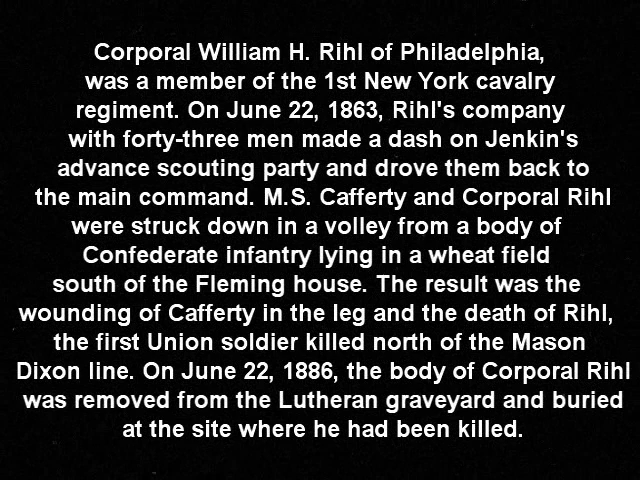 Corporal William H. Rihl of Philadelphia,
was a member of the 1st New York cavalry
regiment. On June 22, 1863, Rihl's company
with forty-three men made a dash on Jenkin's
advance scouting party and drove them back to
the main command. M.S. Cafferty and Corporal Rihl
were struck down in a volley from a body of
Confederate infantry lying in a wheat field
south of the Fleming house. The result was the
wounding of Cafferty in the leg and the death of Rihl,
the first Union soldier killed north of the Mason
Dixon line. On June 22, 1886, the body of Corporal Rihl
was removed from the Lutheran graveyard and buried
at the site where he had been killed.